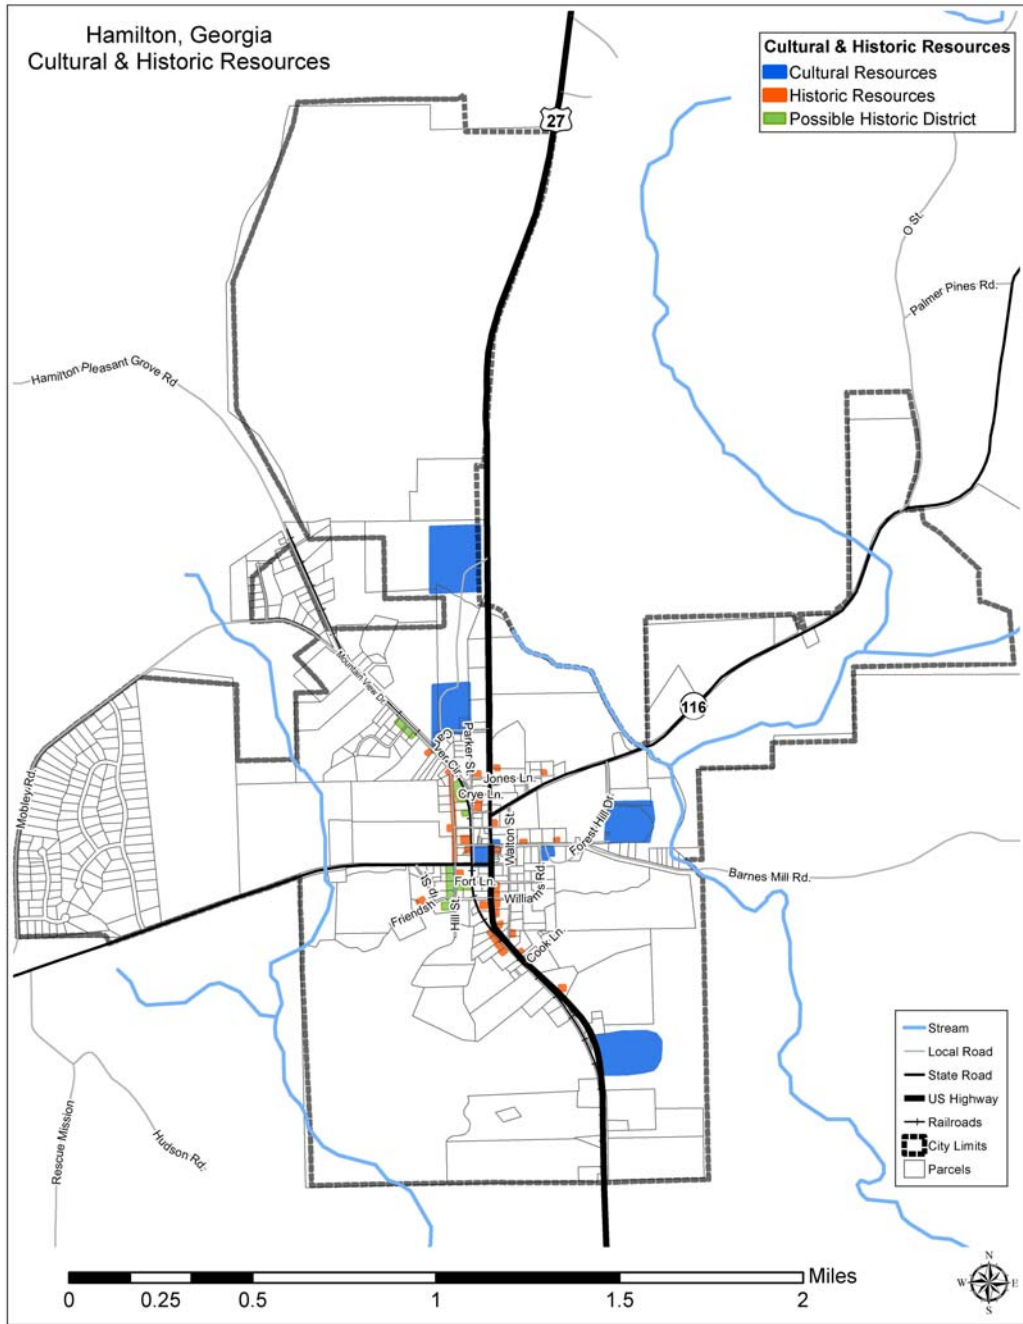 Hamilton, Georgia
Cultural & Historic Resources
Cultural & Historic Resources
Cultural Resources
Historic Resources
Possible Historic District
27
O St.
Palmer Pines Rd.
Hamilton Pleasant Grove Rd
Mountain View Dr.
116
Carver Cir.
Parker St.
Jones Ln.
Crye Ln.
Mobley Rd.
Walton St.
Forest Hill Dr.
Barnes Mill Rd.
Fort Ln.
Williams Rd.
Friendship St.
Hill St.
Cook Ln.
Rescue Mission
Hudson Rd.
Stream
Local Road
State Road
US Highway
Railroads
City Limits
Parcels
N
W
E
S
Miles
0 0.25 0.5 1 1.5 2